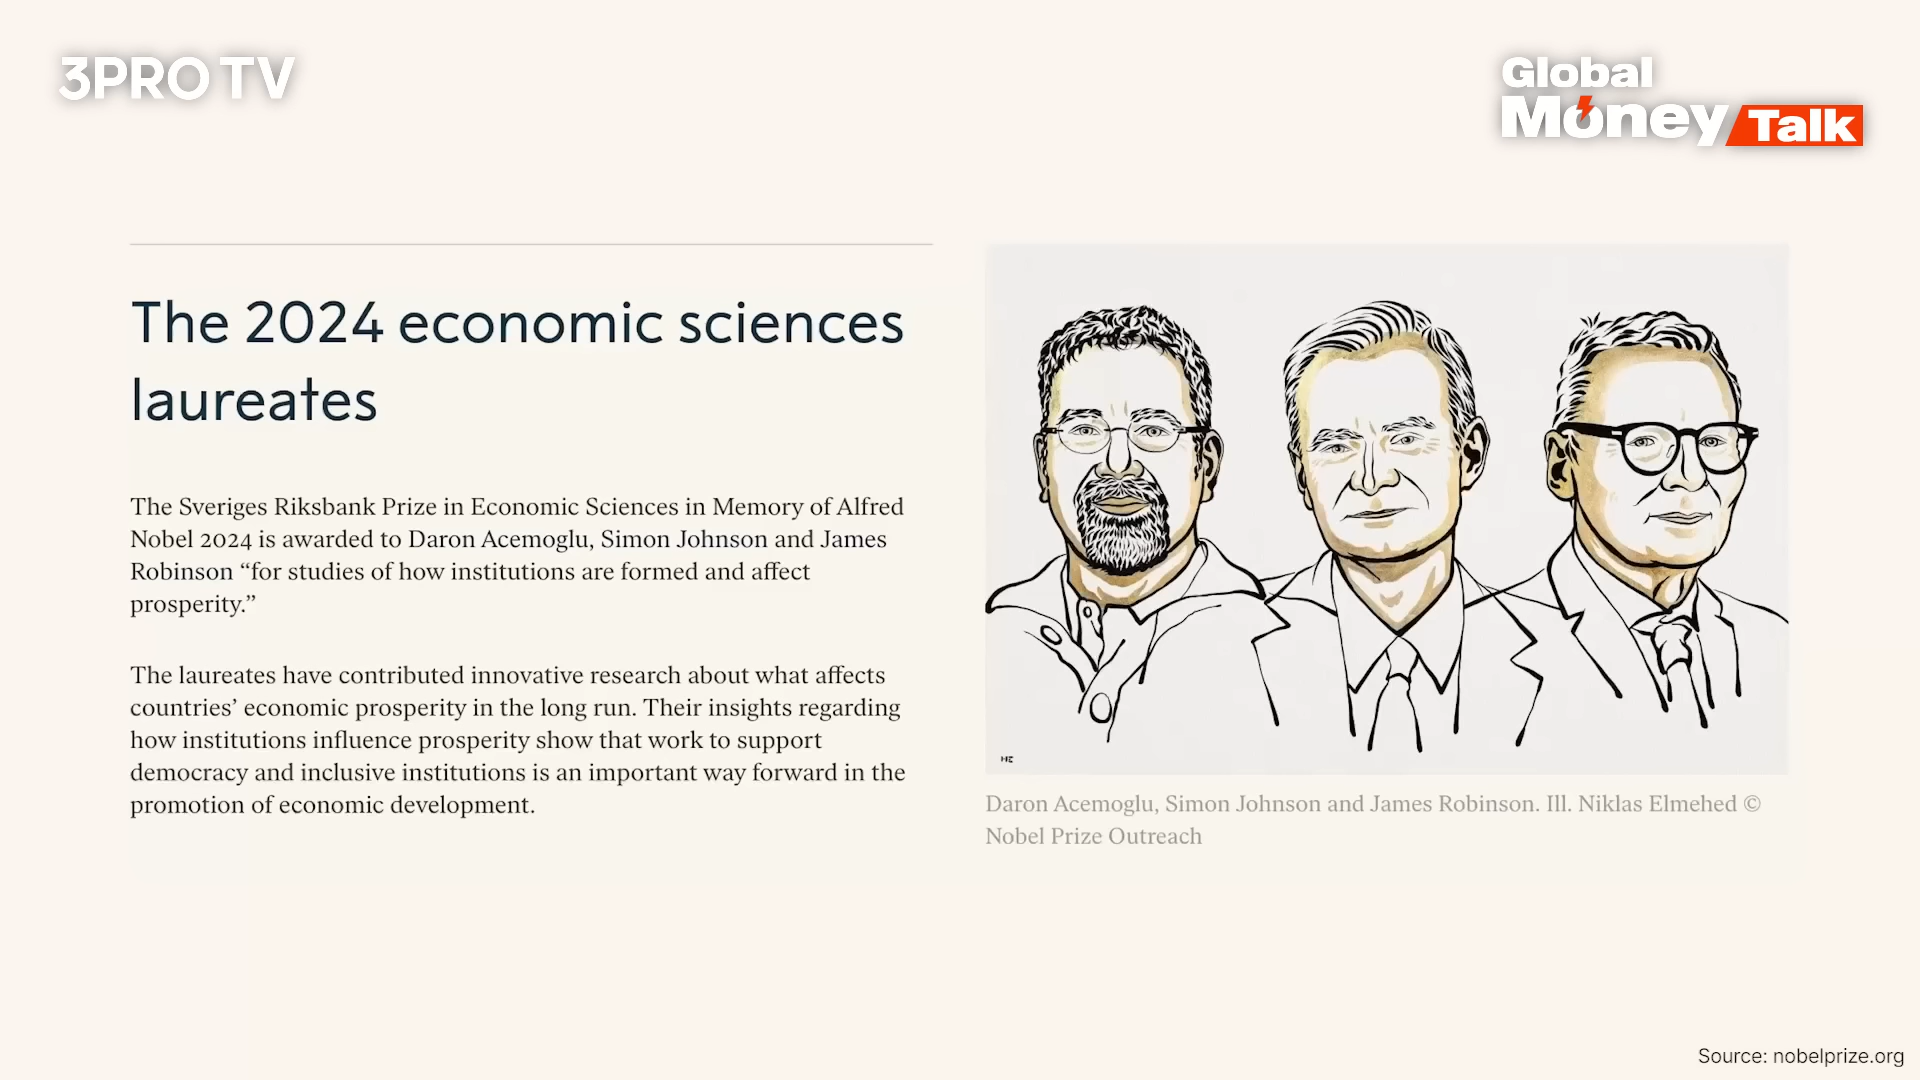 3PRO TV
Global
Money Talk
The 2024 economic sciences
laureates
The Sveriges Riksbank Prize in Economic Sciences in Memory of Alfred
Nobel 2024 is awarded to Daron Acemoglu, Simon Johnson and James
Robinson “for studies of how institutions are formed and affect
prosperity.”
The laureates have contributed innovative research about what affects
countries’ economic prosperity in the long run. Their insights regarding
how institutions influence prosperity show that work to support
democracy and inclusive institutions is an important way forward in the
promotion of economic development.
Daron Acemoglu, Simon Johnson and James Robinson. Ill. Niklas Elmehed ©
Nobel Prize Outreach
Source: nobelprize.org